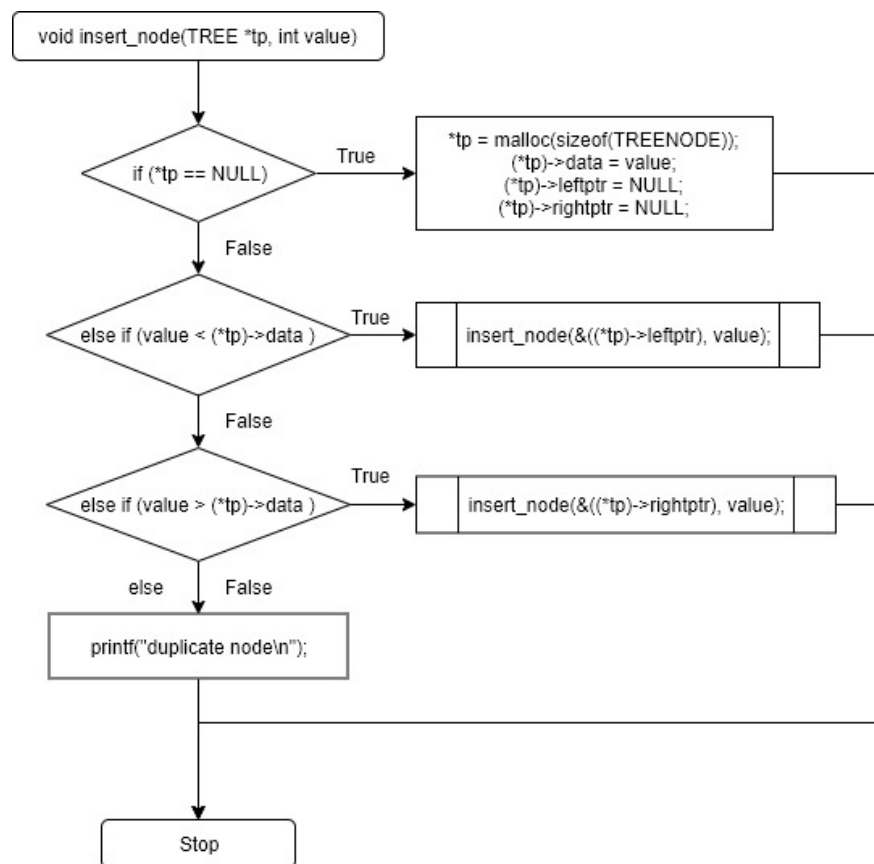 void insert_node(TREE *tp, int value)
if (*tp == NULL)
True
*tp = malloc(sizeof(TREENODE));
(*tp)->data = value;
(*tp)->leftptr = NULL;
(*tp)->rightptr = NULL;
False
else if (value < (*tp)->data )
True
insert_node(&((*tp)->leftptr), value);
False
else if (value > (*tp)->data )
True
insert_node(&((*tp)->rightptr), value);
else
False
printf("duplicate node\n");
Stop